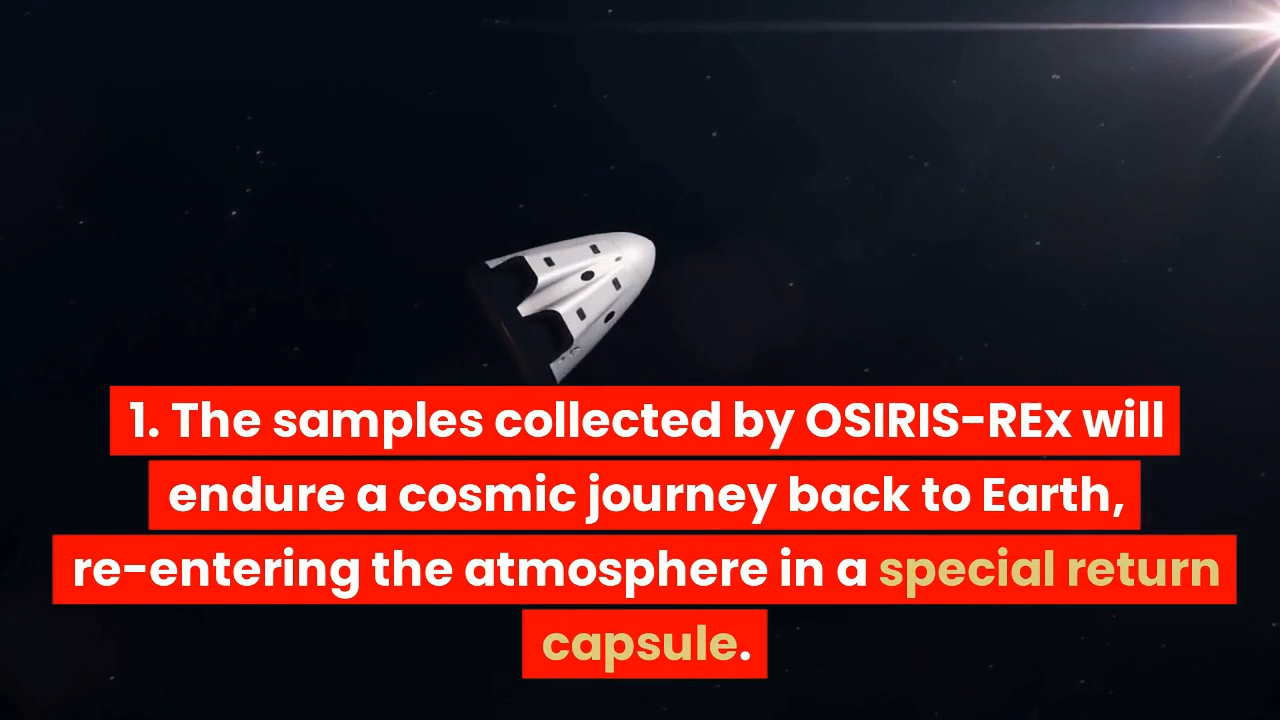 1. The samples collected by OSIRIS-REx will
endure a cosmic journey back to Earth,
re-entering the atmosphere in a special return
capsule.